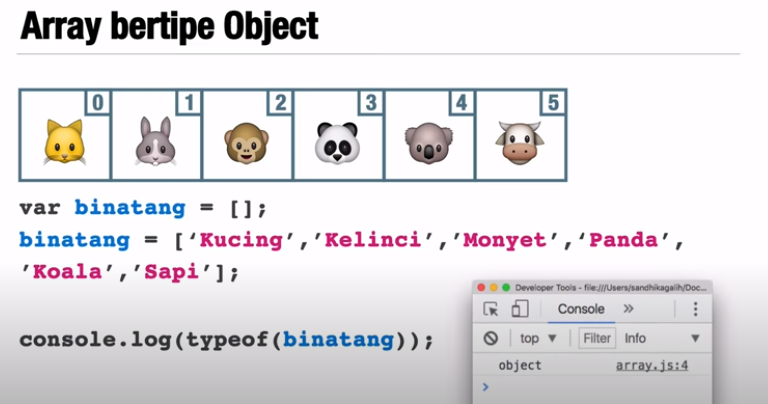 Array bertipe Object
0 1 2 3 4 5
var binatang = [];
binatang = [‘Kucing’,’Kelinci’,’Monyet’,‘Panda’,
’Koala’,’Sapi’];
console.log(typeof(binatang));
Developer Tools - file:///Users/sandhikagalih/Doc...
Console »
top ▼ Filter Info ▼
object array.js:4
>